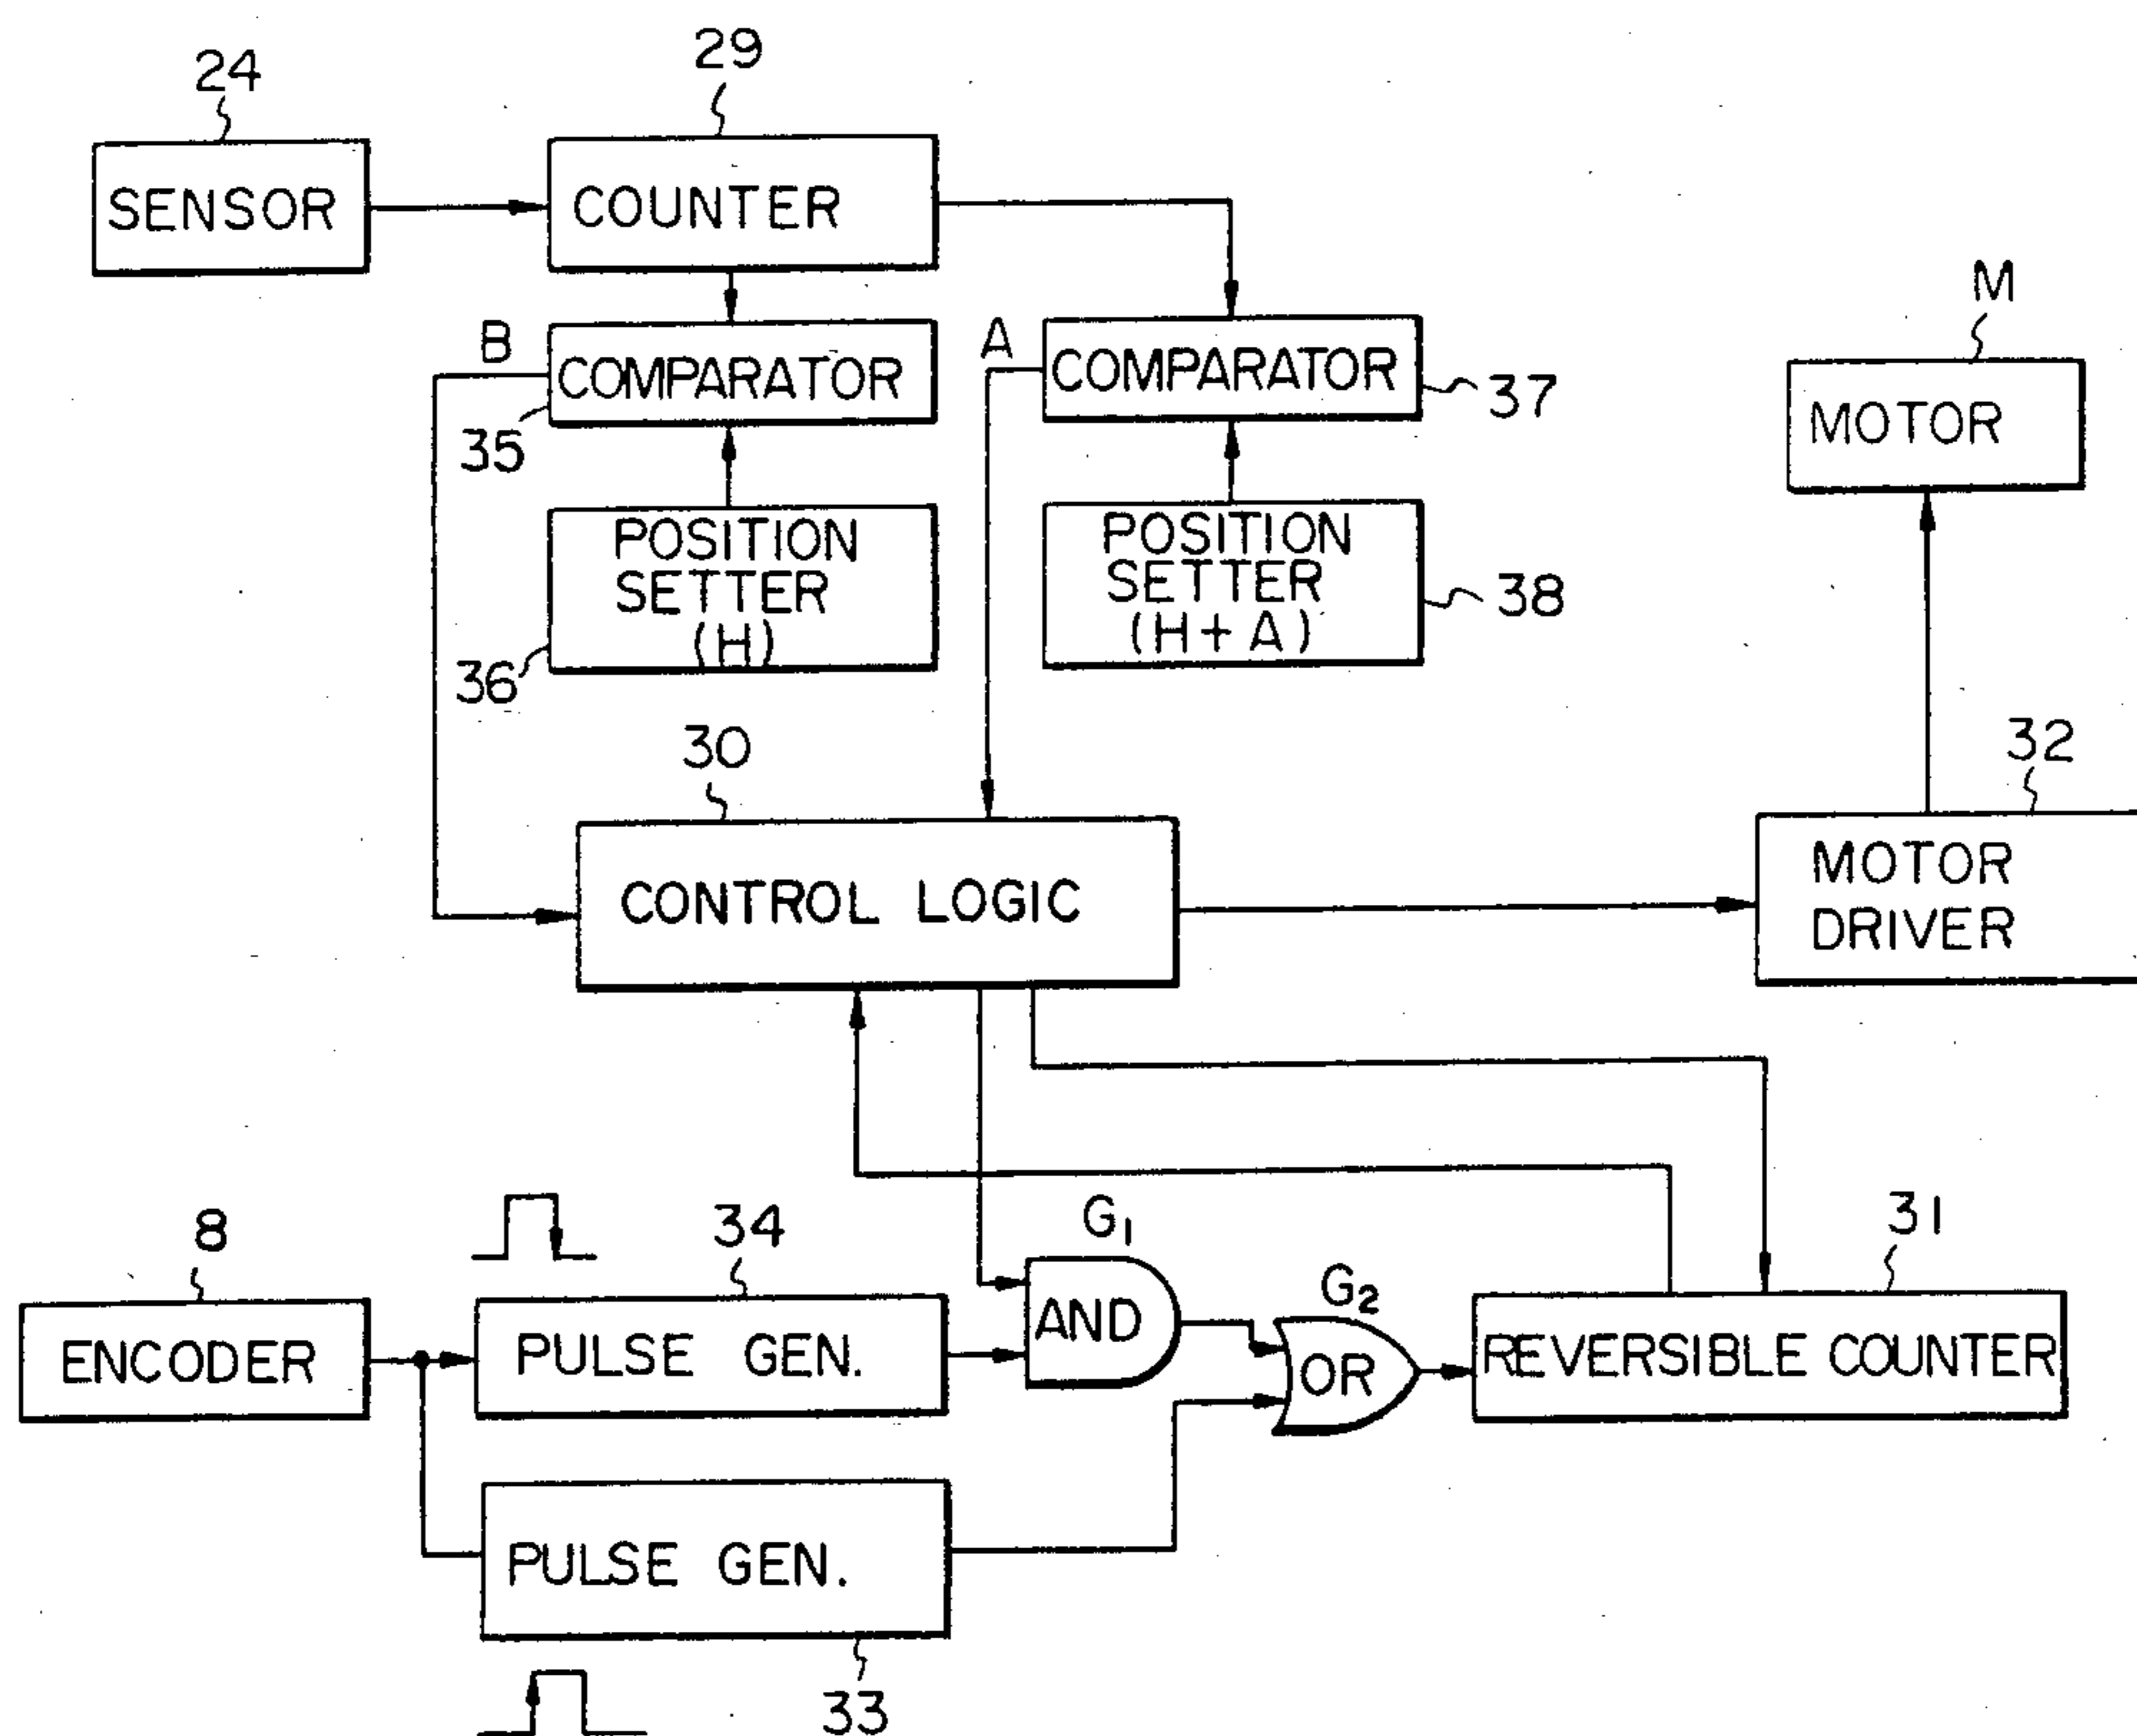 24
29
SENSOR
COUNTER
M
B
COMPARATOR
35
A
COMPARATOR
37
MOTOR
POSITION
SETTER
(H)
36
POSITION
SETTER
(H+A)
38
30
32
CONTROL LOGIC
MOTOR
DRIVER
8
34
G1
G2
31
ENCODER
PULSE GEN.
AND
OR
REVERSIBLE COUNTER
PULSE GEN.
33